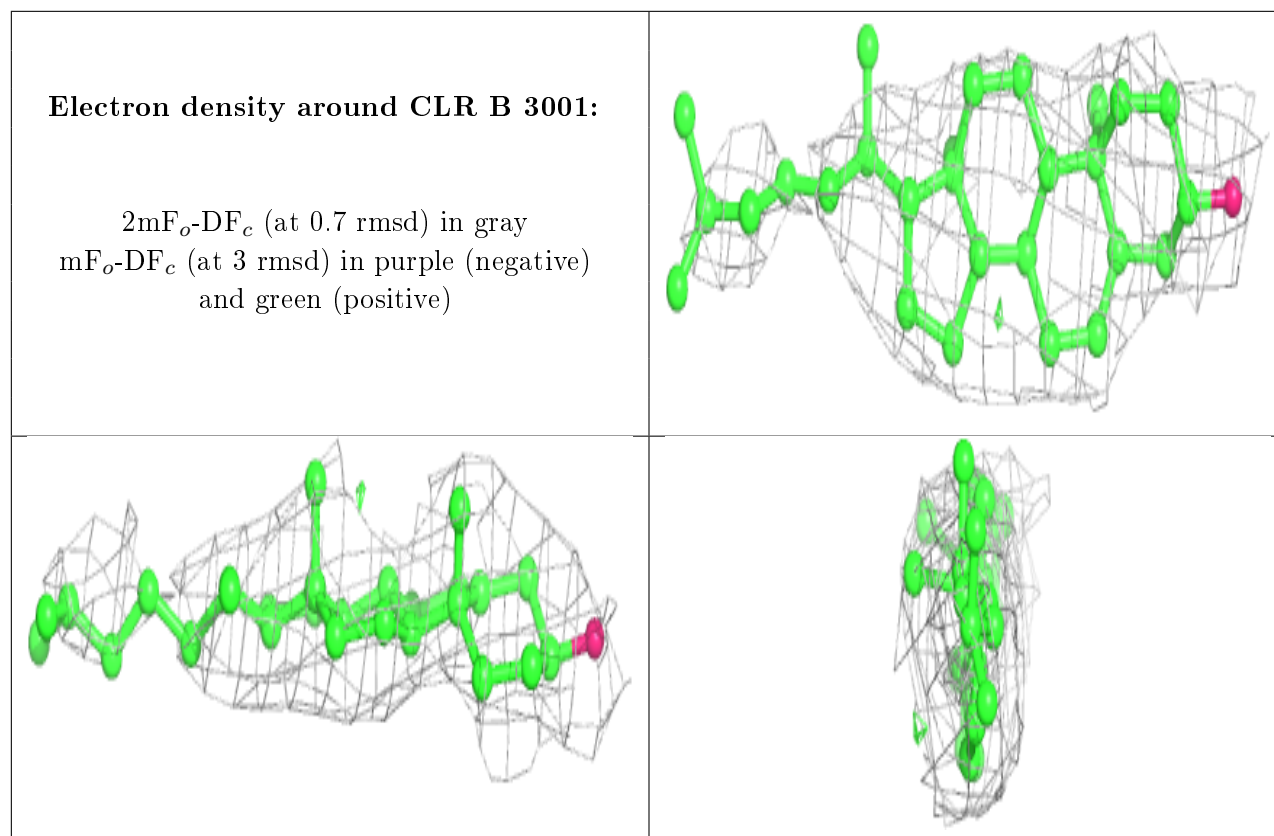 Electron density around CLR B 3001:
2mFo-DFc (at 0.7 rmsd) in gray
mFo-DFc (at 3 rmsd) in purple (negative)
and green (positive)